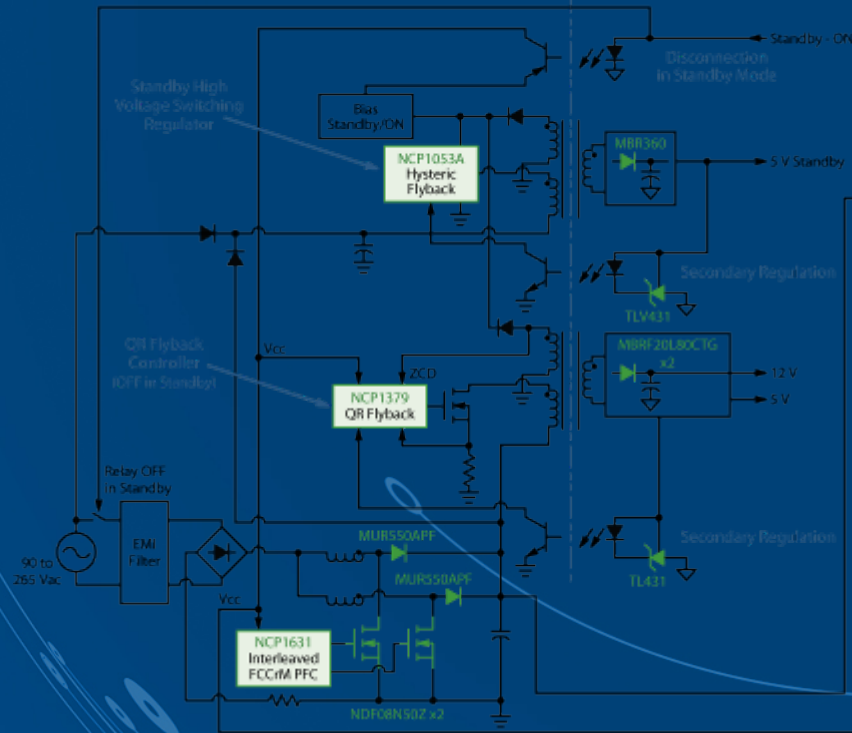 Standby - ON
Disconnection
in Standby Mode
Standby High
Voltage Switching
Regulator
Bias
Standby/ON
NCP1053A
Hysteric
Flyback
MBR360
5 V Standby
Secondary Regulation
TLV431
QR Flyback
Controller
(OFF in Standby)
Vcc
ZCD
NCP1379
QR Flyback
MBRF20L80CTG
x2
12 V
5 V
Relay OFF
in Standby
EMI
Filter
90 to
265 Vac
MUR550APF
MUR550APF
Secondary Regulation
TL431
Vcc
NCP1631
Interleaved
FCCrM PFC
NDF08N50Z x2